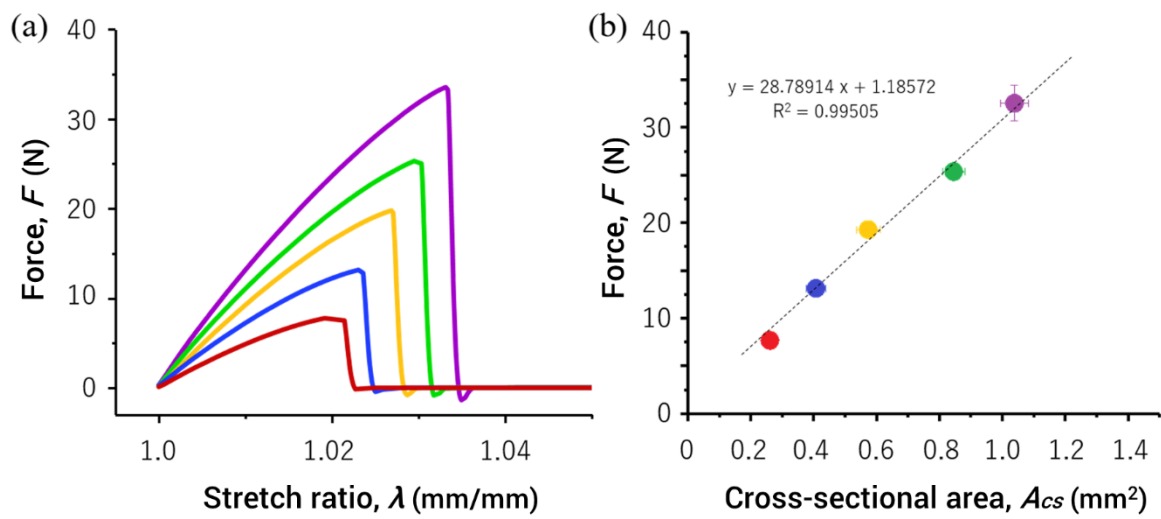 (a)
40
30
20
10
0
Force, F (N)
1.0
1.02
1.04
Stretch ratio, λ (mm/mm)
(b)
40
30
20
10
0
Force, F (N)
y = 28.78914 x + 1.18572
R² = 0.99505
0
0.2
0.4
0.6
0.8
1.0
1.2
1.4
Cross-sectional area, Acs (mm²)